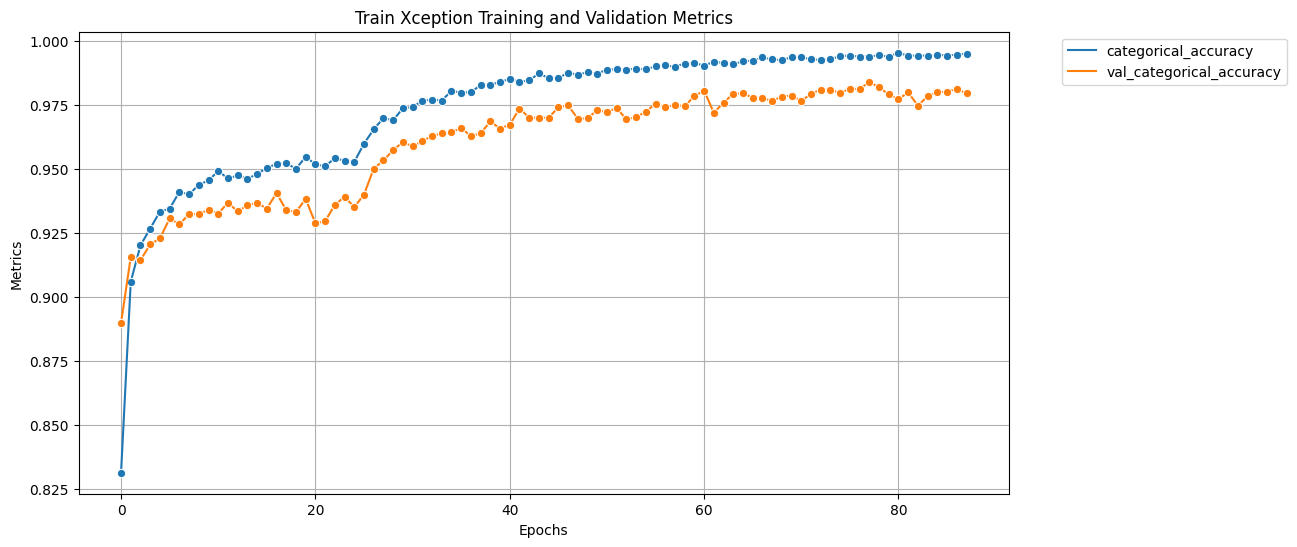 Train Xception Training and Validation Metrics
categorical_accuracy
val_categorical_accuracy
Metrics
1.000
0.975
0.950
0.925
0.900
0.875
0.850
0.825
0 20 40 60 80
Epochs